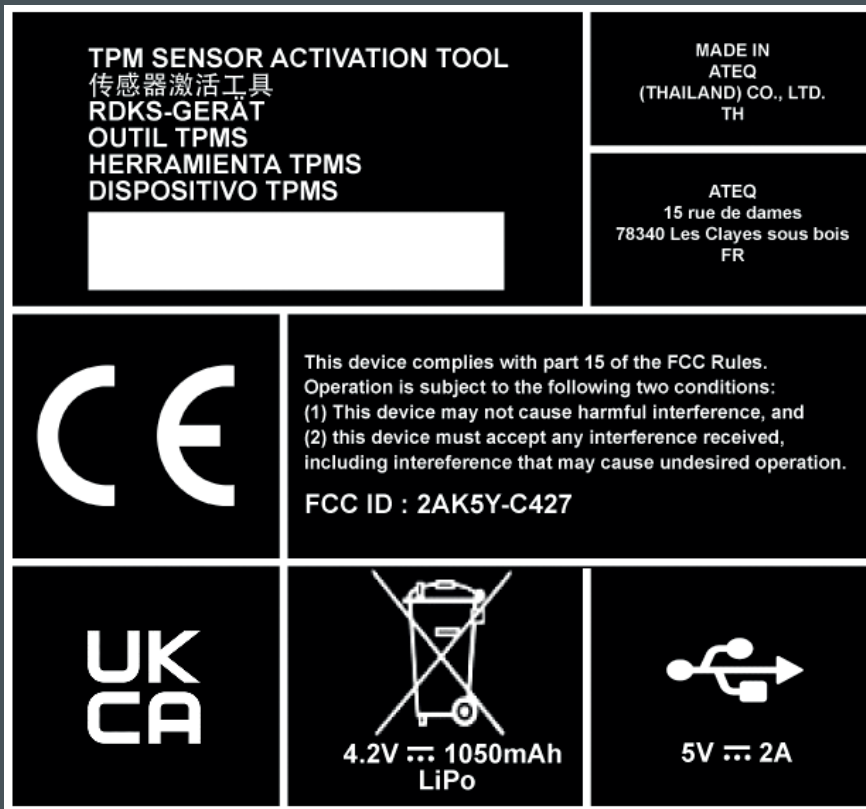 TPM SENSOR ACTIVATION TOOL
传感器激活工具
RDKS-GERÄT
OUTIL TPMS
HERRAMIENTA TPMS
DISPOSITIVO TPMS
MADE IN
ATEQ
(THAILAND) CO., LTD.
TH
ATEQ
15 rue de dames
78340 Les Clayes sous bois
FR
CE
This device complies with part 15 of the FCC Rules.
Operation is subject to the following two conditions:
(1) This device may not cause harmful interference, and
(2) this device must accept any interference received,
including intereference that may cause undesired operation.
FCC ID : 2AK5Y-C427
UK
CA
4.2V ⎓ 1050mAh
LiPo
5V ⎓ 2A